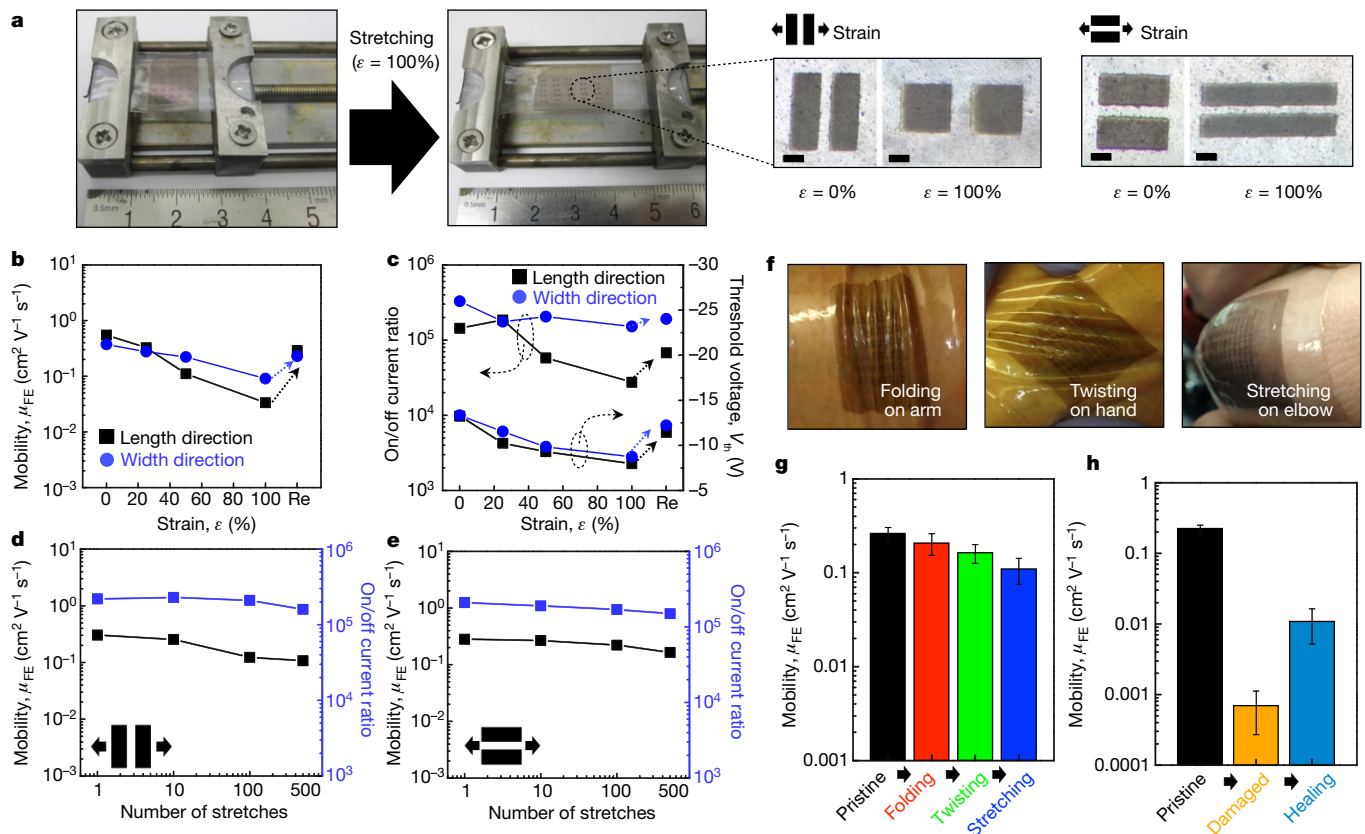 a
Stretching
(ε = 100%)
0.5mm
1 2 3 4 5
0.5mm
1 2 3 4 5 6
Strain
ε = 0%
ε = 100%
Strain
ε = 0%
ε = 100%
b
Mobility, μFE (cm² V⁻¹ s⁻¹)
10¹
10⁰
10⁻¹
10⁻²
10⁻³
Length direction
Width direction
0 20 40 60 80 100 Re
Strain, ε (%)
c
On/off current ratio
10⁶
10⁵
10⁴
10³
Length direction
Width direction
−30
−25
−20
−15
−10
−5
Threshold voltage, Vth (V)
0 20 40 60 80 100 Re
Strain, ε (%)
f
Folding
on arm
Twisting
on hand
Stretching
on elbow
d
Mobility, μFE (cm² V⁻¹ s⁻¹)
10¹
10⁰
10⁻¹
10⁻²
10⁻³
10⁶
10⁵
10⁴
10³
On/off current ratio
1 10 100 500
Number of stretches
e
Mobility, μFE (cm² V⁻¹ s⁻¹)
10¹
10⁰
10⁻¹
10⁻²
10⁻³
10⁶
10⁵
10⁴
10³
On/off current ratio
1 10 100 500
Number of stretches
g
Mobility, μFE (cm² V⁻¹ s⁻¹)
1
0.1
0.01
0.001
Pristine
Folding
Twisting
Stretching
h
Mobility, μFE (cm² V⁻¹ s⁻¹)
1
0.1
0.01
0.001
0.0001
Pristine
Damaged
Healing